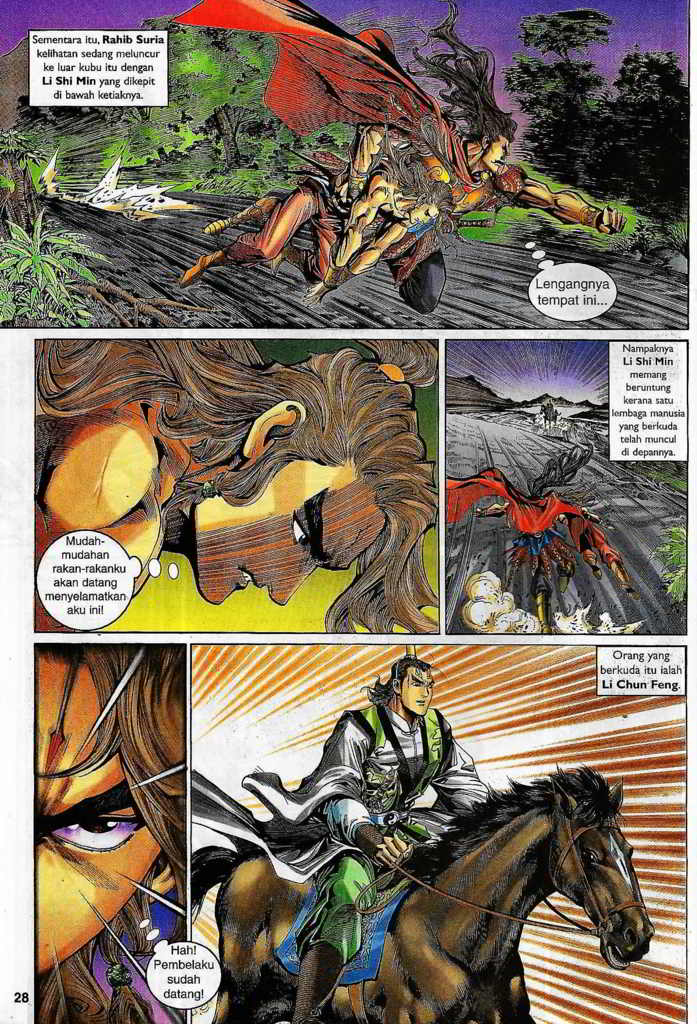 Sementara itu, Rahib Suria
kelihatan sedang meluncur
ke luar kubu itu dengan
Li Shi Min yang dikepit
di bawah ketiaknya.
Lengangnya
tempat ini...
Mudah-
mudahan
rakan-rakanku
akan datang
menyelamatkan
aku ini!
Nampaknya
Li Shi Min
memang
beruntung
kerana satu
lembaga manusia
yang berkuda
telah muncul
di depannya.
Hah!
Pembelaku
sudah
datang!
Orang yang
berkuda itu ialah
Li Chun Feng.
28